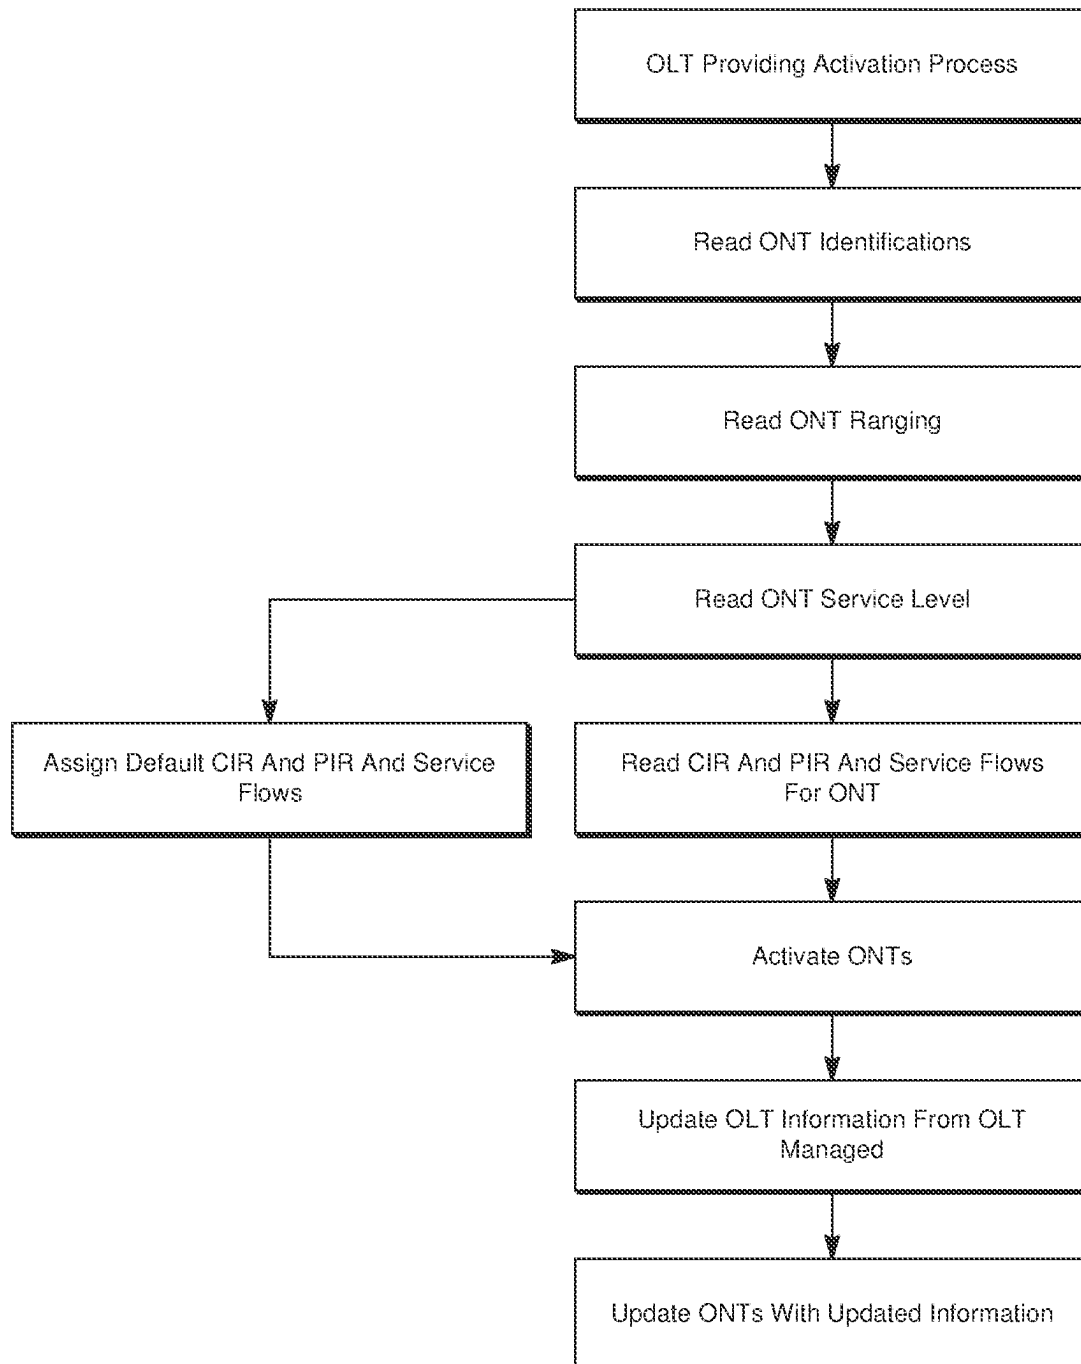 OLT Providing Activation Process
Read ONT Identifications
Read ONT Ranging
Read ONT Service Level
Assign Default CIR And PIR And Service
Flows
Read CIR And PIR And Service Flows
For ONT
Activate ONTs
Update OLT Information From OLT
Managed
Update ONTs With Updated Information